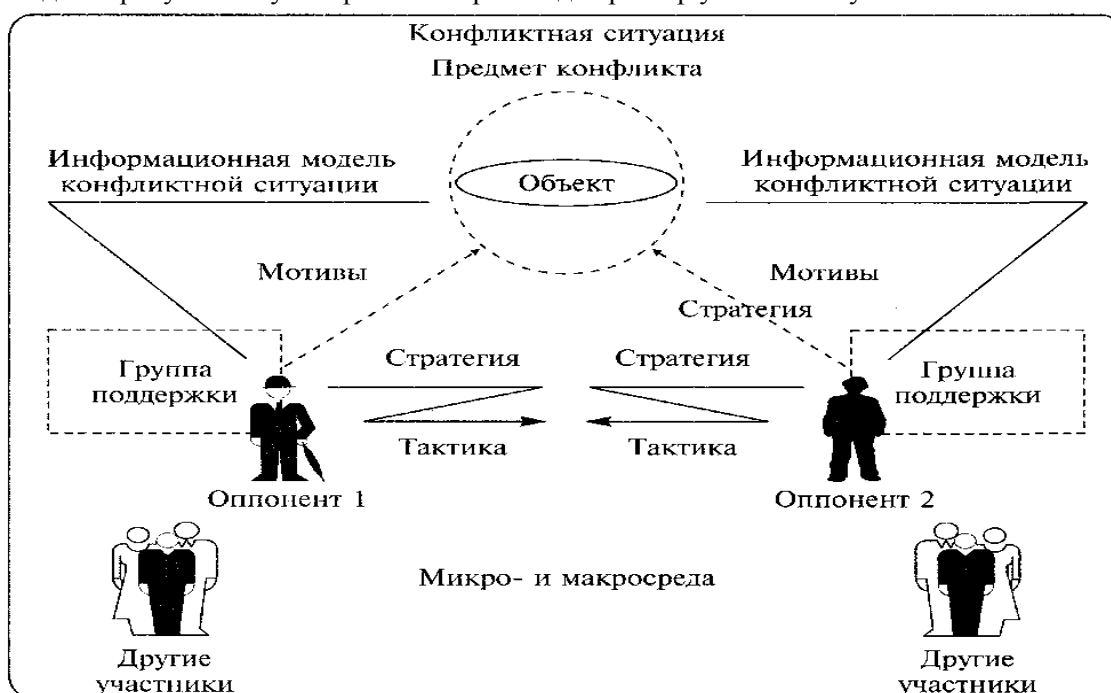 Конфликтная ситуация
Предмет конфликта
Информационная модель
конфликтной ситуации
Объект
Информационная модель
конфликтной ситуации
Мотивы
Мотивы
Стратегия
Группа
поддержки
Стратегия
Стратегия
Группа
поддержки
Тактика
Тактика
Оппонент 1
Оппонент 2
Микро- и макросреда
Другие
участники
Другие
участники